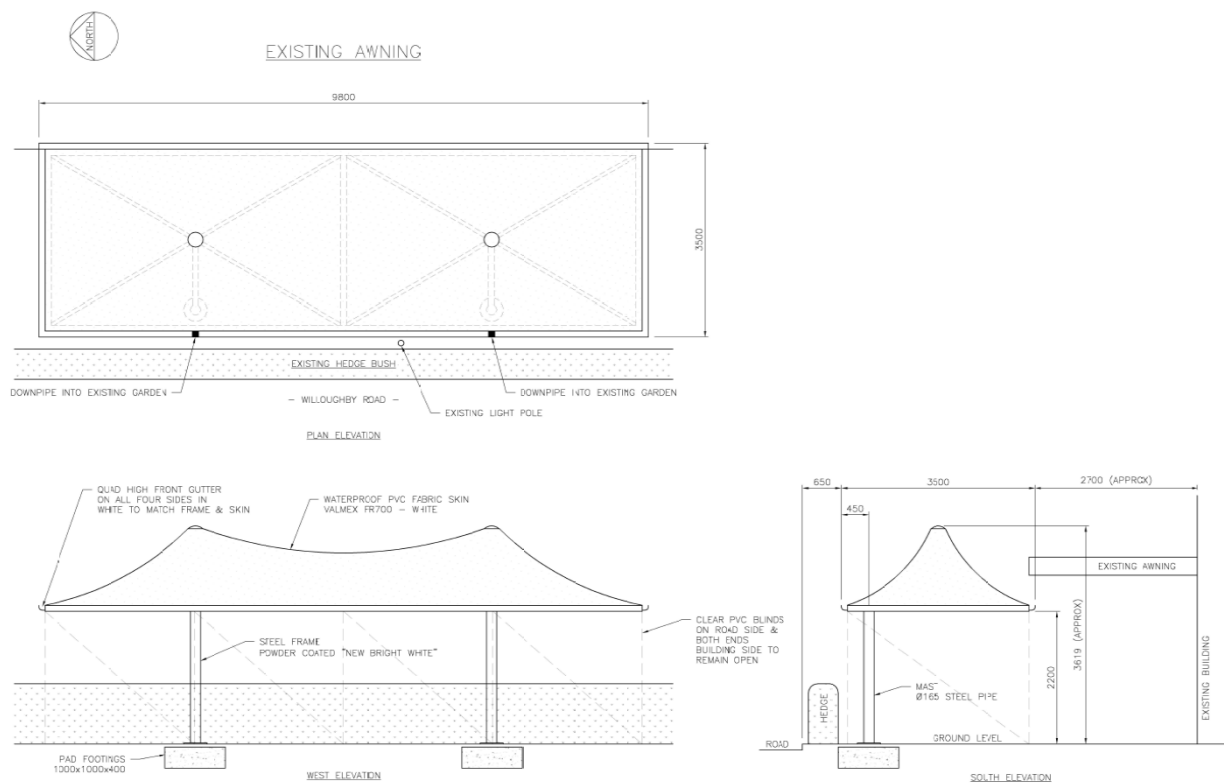 NORTH
EXISTING AWNING
9800
3500
EXISTING HEDGE BUSH
DOWNPIPE INTO EXISTING GARDEN
DOWNPIPE INTO EXISTING GARDEN
- WILLOUGHBY ROAD -
EXISTING LIGHT POLE
PLAN ELEVATION
QUAD HIGH FRONT GUTTER
ON ALL FOUR SIDES IN
WHITE TO MATCH FRAME & SKIN
WATERPROOF PVC FABRIC SKIN
VALMEX FR700 - WHITE
STEEL FRAME
POWDER COATED "NEW BRIGHT WHITE"
CLEAR PVC BLINDS
ON ROAD SIDE &
BOTH ENDS
BUILDING SIDE TO
REMAIN OPEN
PAD FOOTINGS
1000x1000x400
WEST ELEVATION
650
3500
2700 (APPROX)
450
EXISTING AWNING
3619 (APPROX)
2200
MAST
Ø165 STEEL PIPE
HEDGE
EXISTING BUILDING
ROAD
GROUND LEVEL
SOUTH ELEVATION